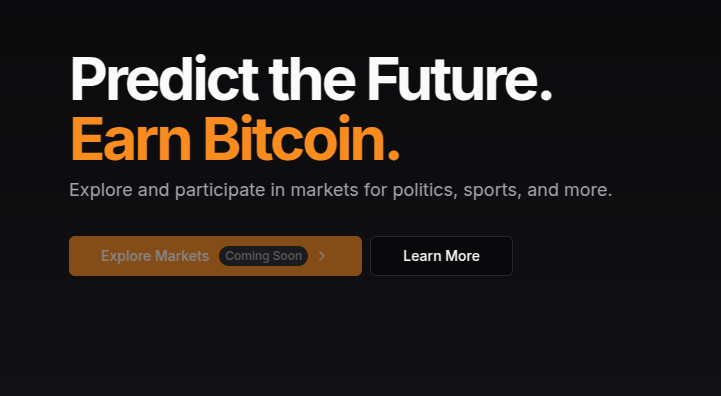 Predict the Future.
Earn Bitcoin.
Explore and participate in markets for politics, sports, and more.
Explore Markets Coming Soon
Learn More